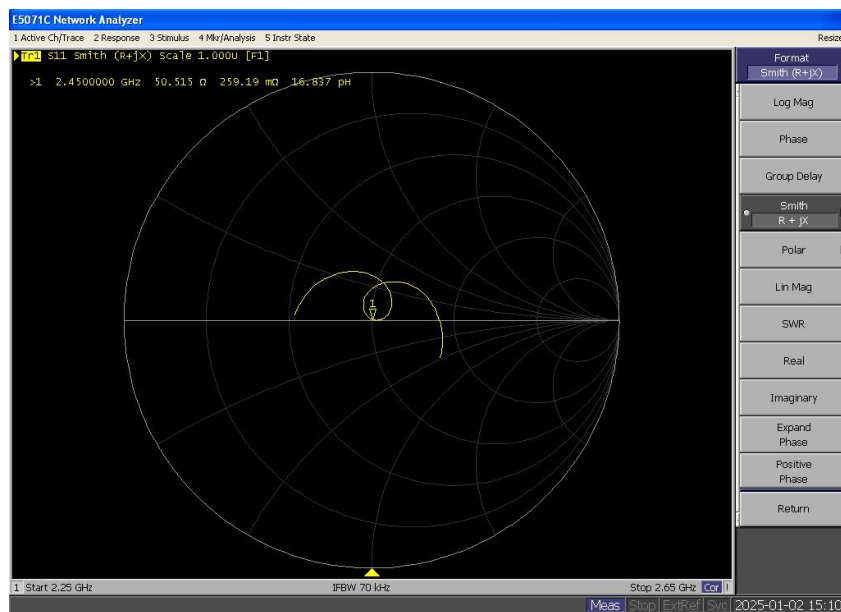 E5071C Network Analyzer
1 Active Ch/Trace 2 Response 3 Stimulus 4 Mkr/Analysis 5 Instr State
Resize
Tr1 S11 Smith (R+jX) Scale 1.000U [F1]
>1 2.4500000 GHz 50.515 Ω 259.19 mΩ 16.837 pH
1
Format
Smith (R+jX)
Log Mag
Phase
Group Delay
Smith
R + jX
Polar
Lin Mag
SWR
Real
Imaginary
Expand
Phase
Positive
Phase
Return
1 Start 2.25 GHz
IFBW 70 kHz
Stop 2.65 GHz Cor
Meas Stop ExtRef Svc 2025-01-02 15:10